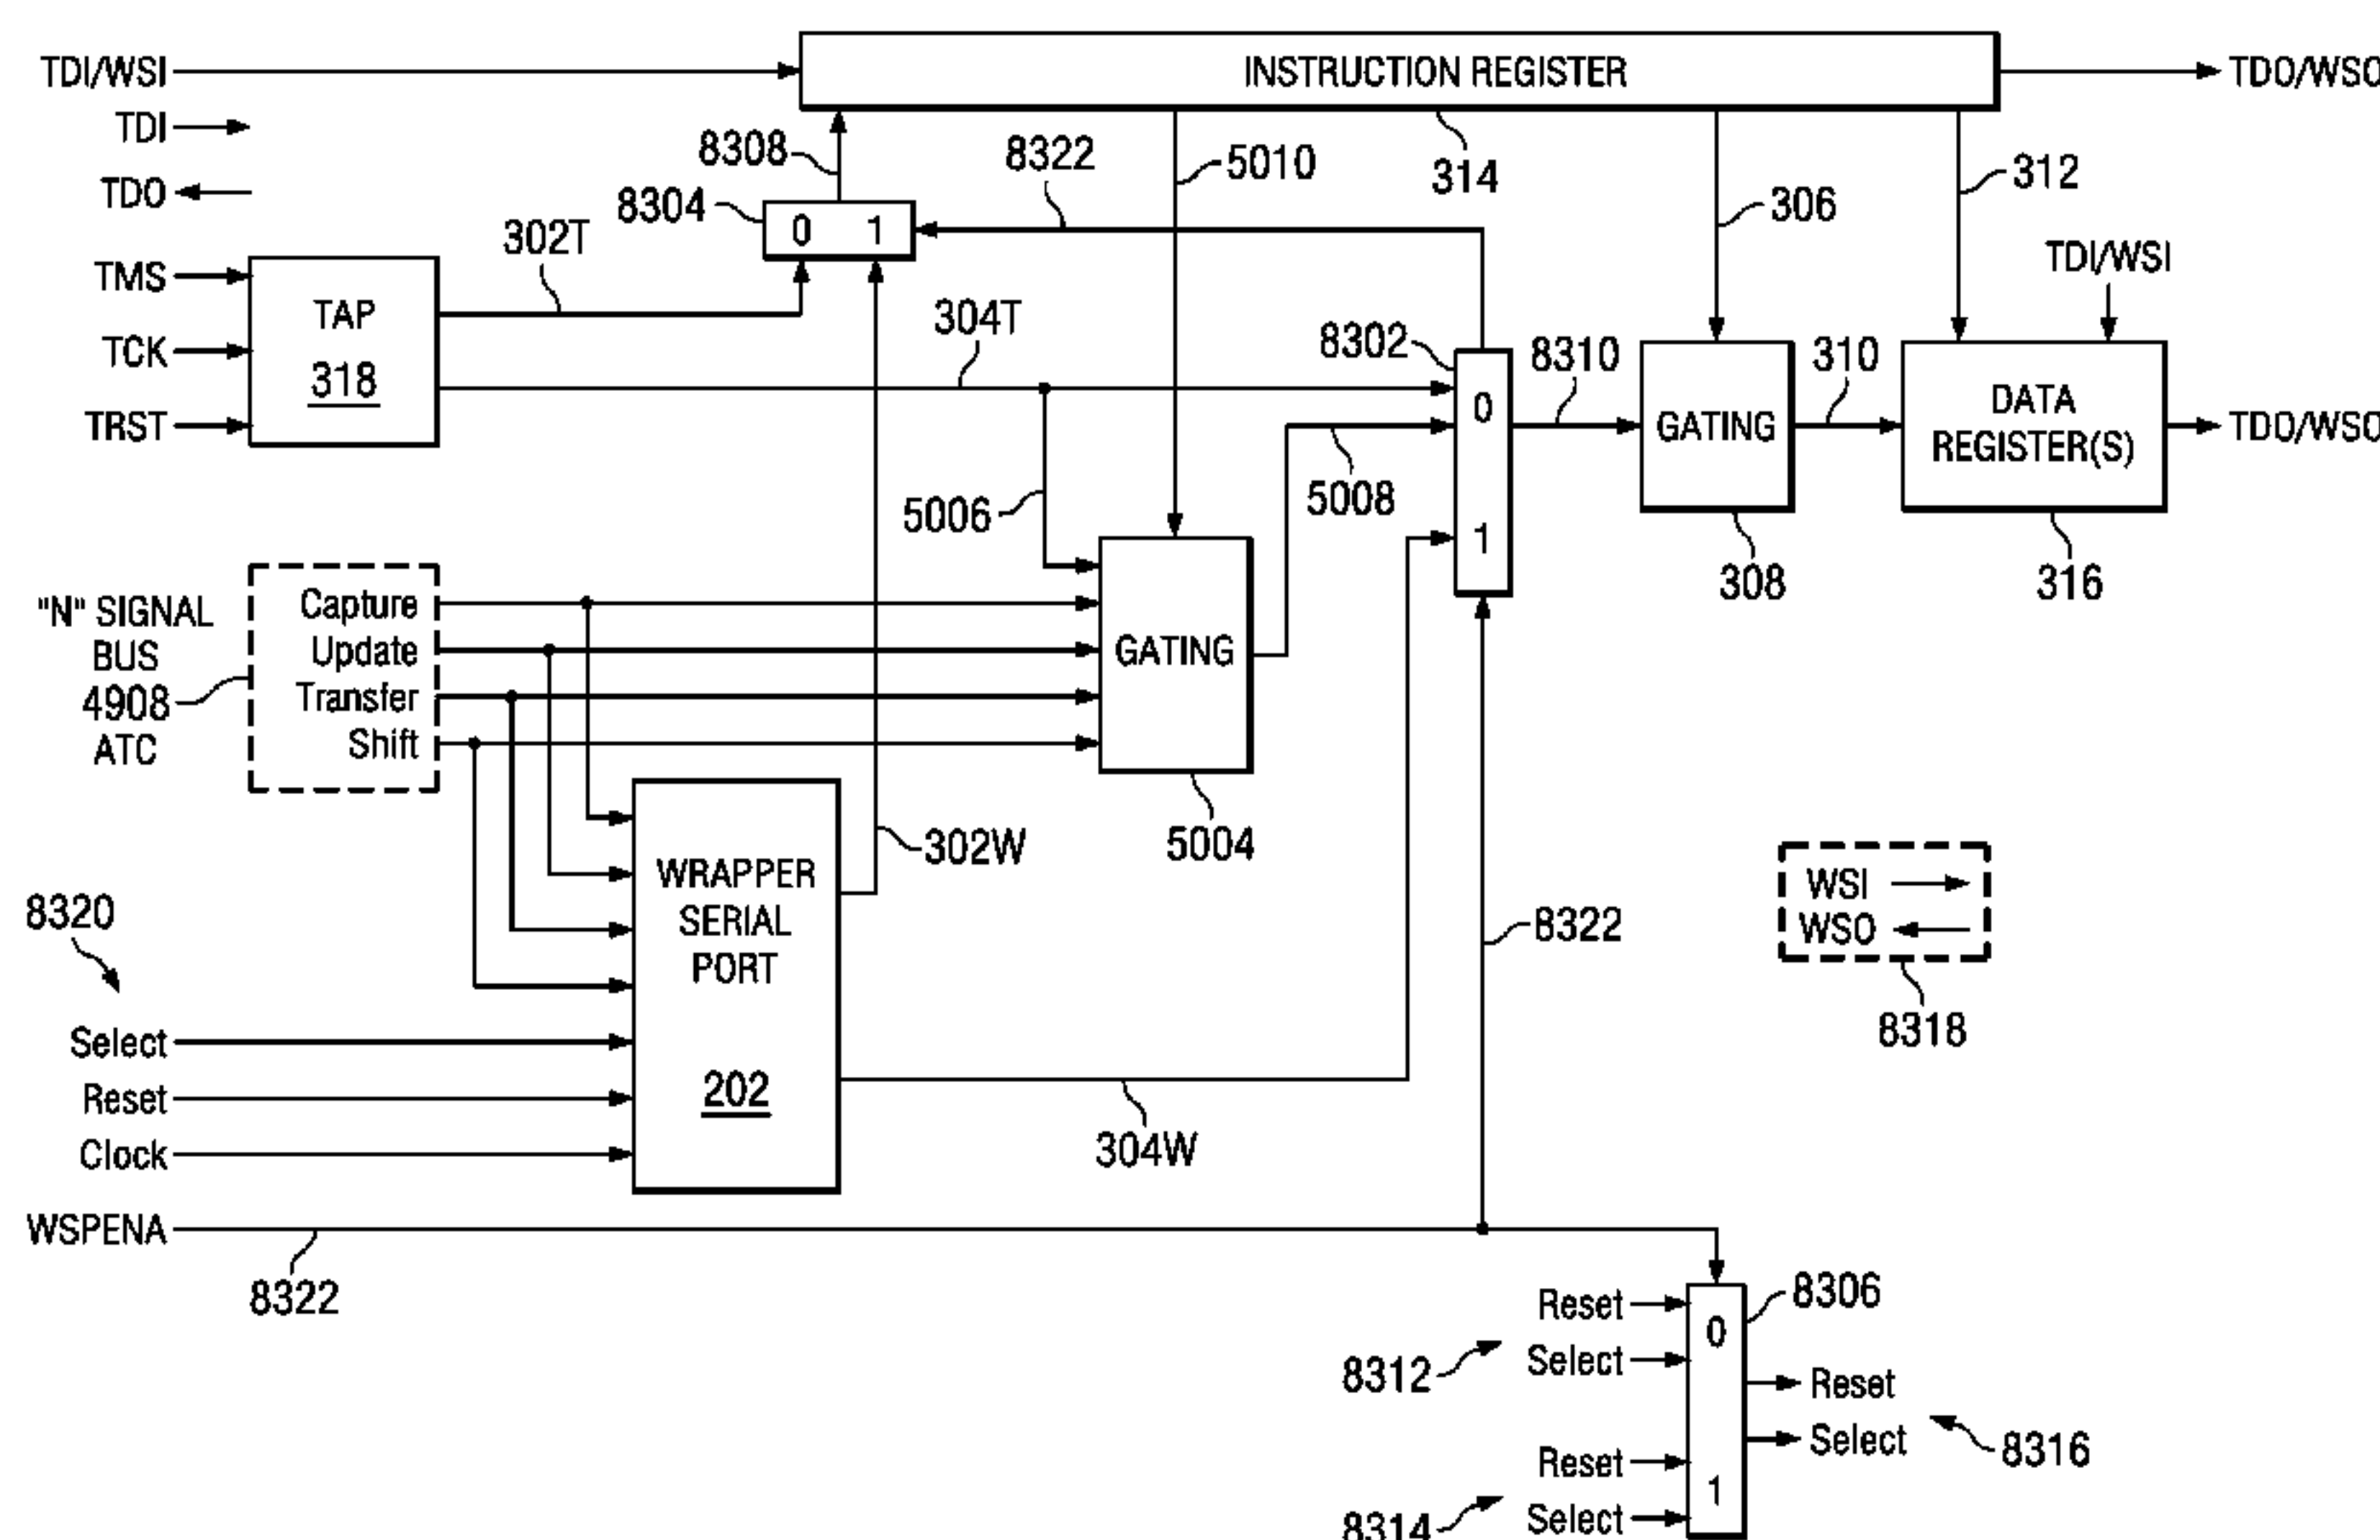 TDI/WSI
INSTRUCTION REGISTER
TDO/WSO
TDI
TDO
8308
8322
5010
314
312
8304
0 1
306
302T
TDI/WSI
TMS
TCK
TRST
TAP
318
304T
8302
0
1
8310
GATING
310
DATA
REGISTER(S)
TDO/WSO
5006
5008
308
316
"N" SIGNAL
BUS
4908
ATC
Capture
Update
Transfer
Shift
GATING
5004
302W
WRAPPER
SERIAL
PORT
202
8320
Select
Reset
Clock
304W
8322
WSI
WSO
8318
WSPENA
8322
8306
Reset
Select
8312
0
1
Reset
Select
8316
Reset
Select
8314